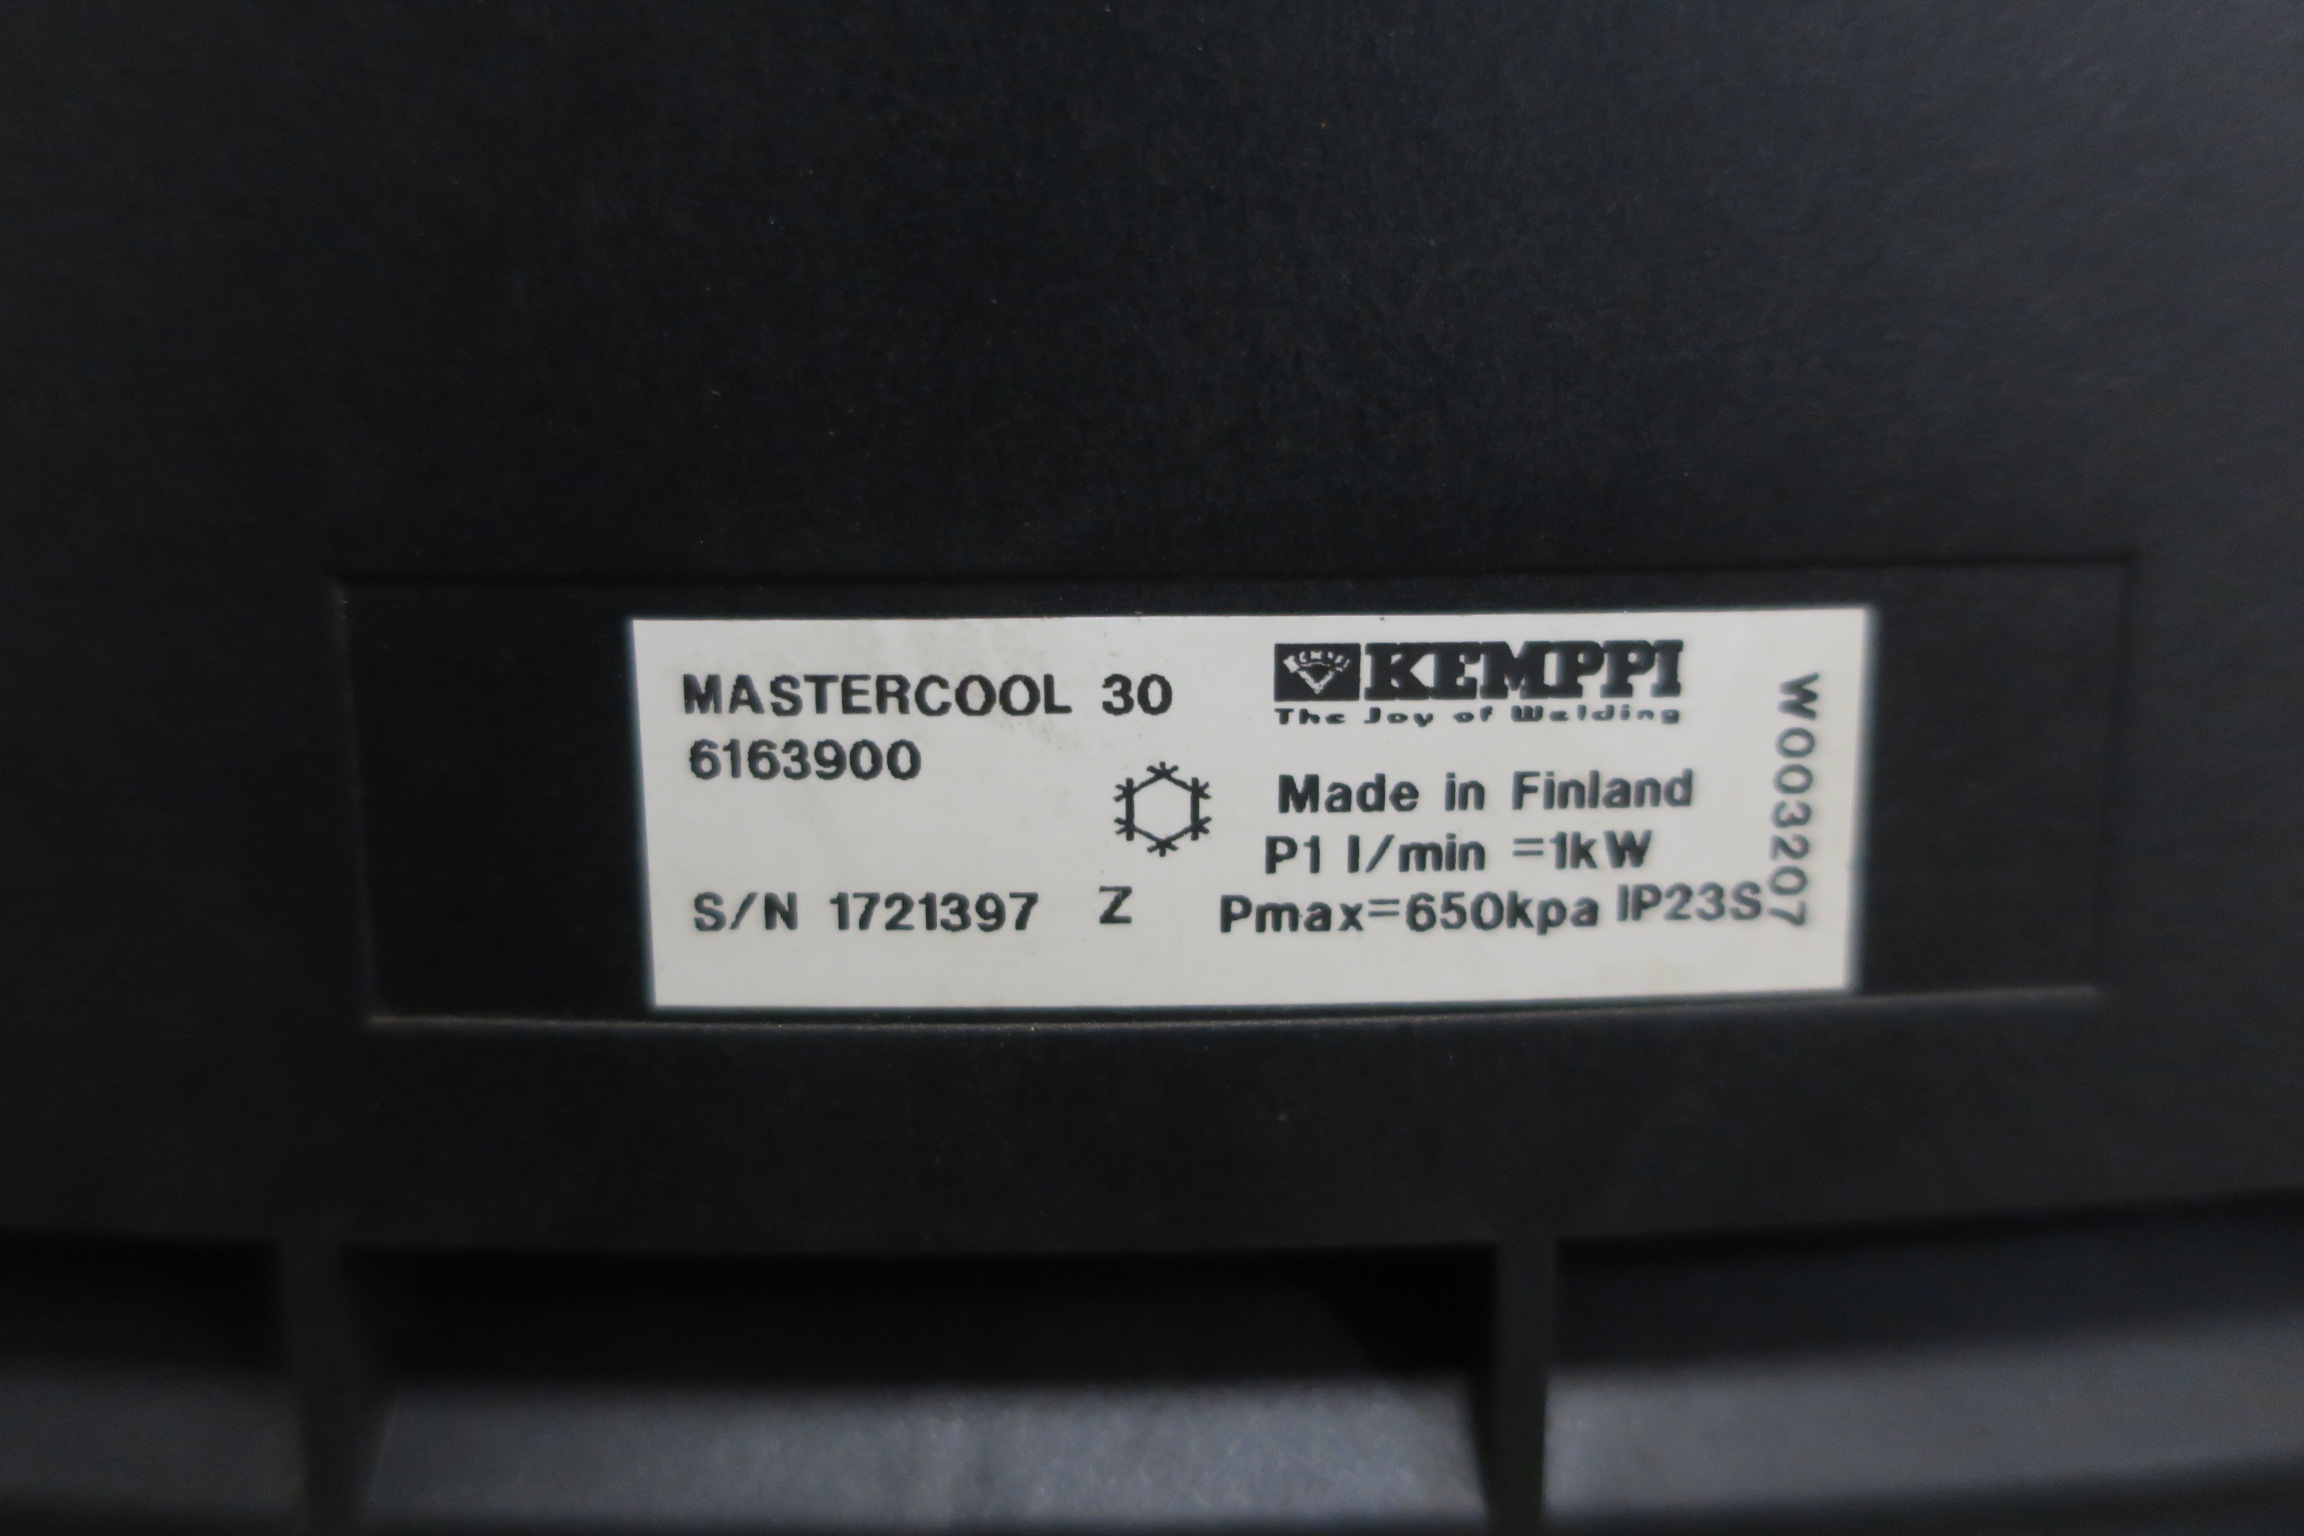 MASTERCOOL 30
6163900
S/N 1721397 Z
KEMPPI
The Joy of Welding
Made in Finland
P1 l/min =1kW
Pmax=650kpa IP23S
W003207